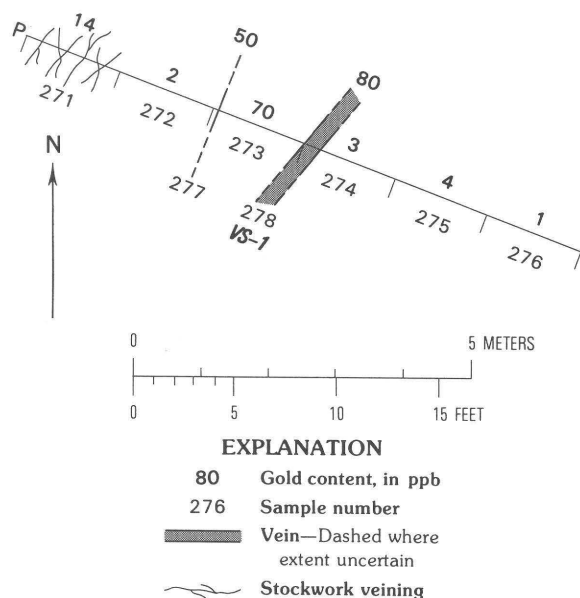 P
14
271
2
272
50
277
70
273
80
278
VS-1
3
274
4
275
1
276
N
0 5 METERS
0 5 10 15 FEET
EXPLANATION
80 Gold content, in ppb
276 Sample number
Vein—Dashed where
extent uncertain
Stockwork veining